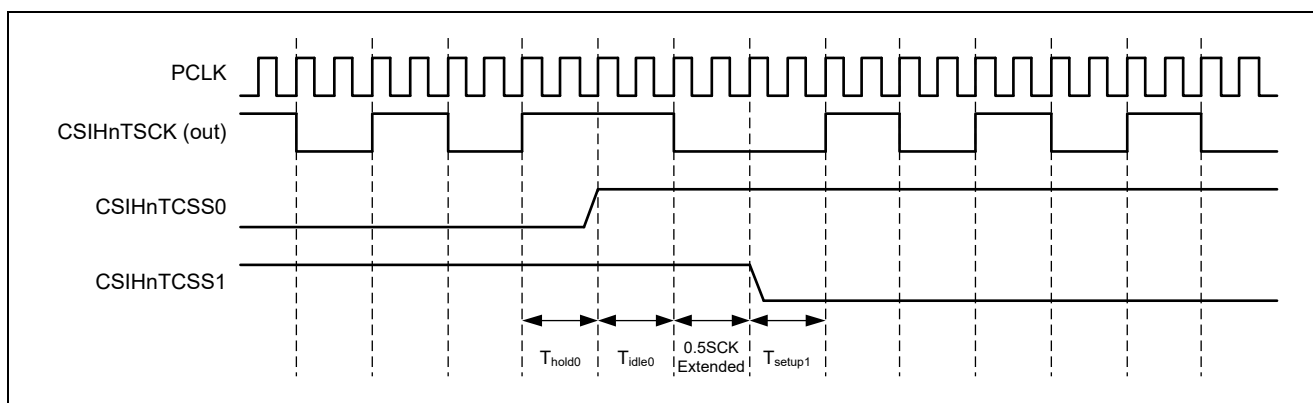 PCLK
CSIHnTSCK (out)
CSIHnTCSS0
CSIHnTCSS1
Thold0
Tidle0
0.5SCK
Extended
Tsetup1